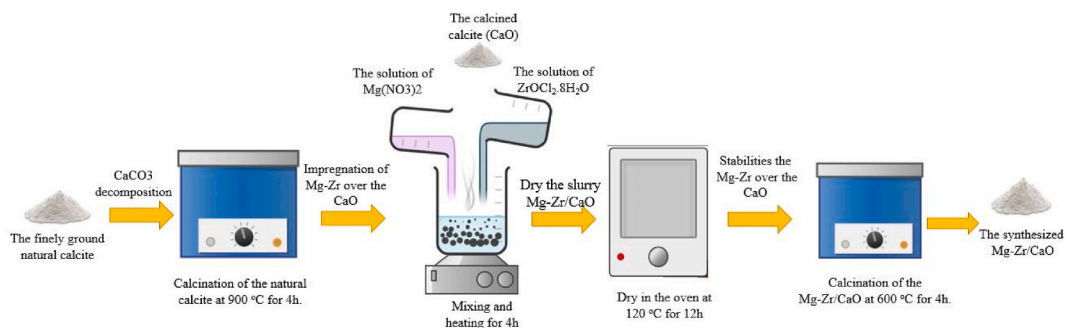 The finely ground
natural calcite
CaCO3
decomposition
Calcination of the natural
calcite at 900 °C for 4h.
Impregnation of
Mg-Zr over the
CaO
The calcined
calcite (CaO)
The solution of
Mg(NO3)2
The solution of
ZrOCl₂.8H₂O
Mixing and
heating for 4h
Dry the slurry
Mg-Zr/CaO
Dry in the oven at
120 °C for 12h
Stabilities the
Mg-Zr over the
CaO
Calcination of the
Mg-Zr/CaO at 600 °C for 4h.
The synthesized
Mg-Zr/CaO